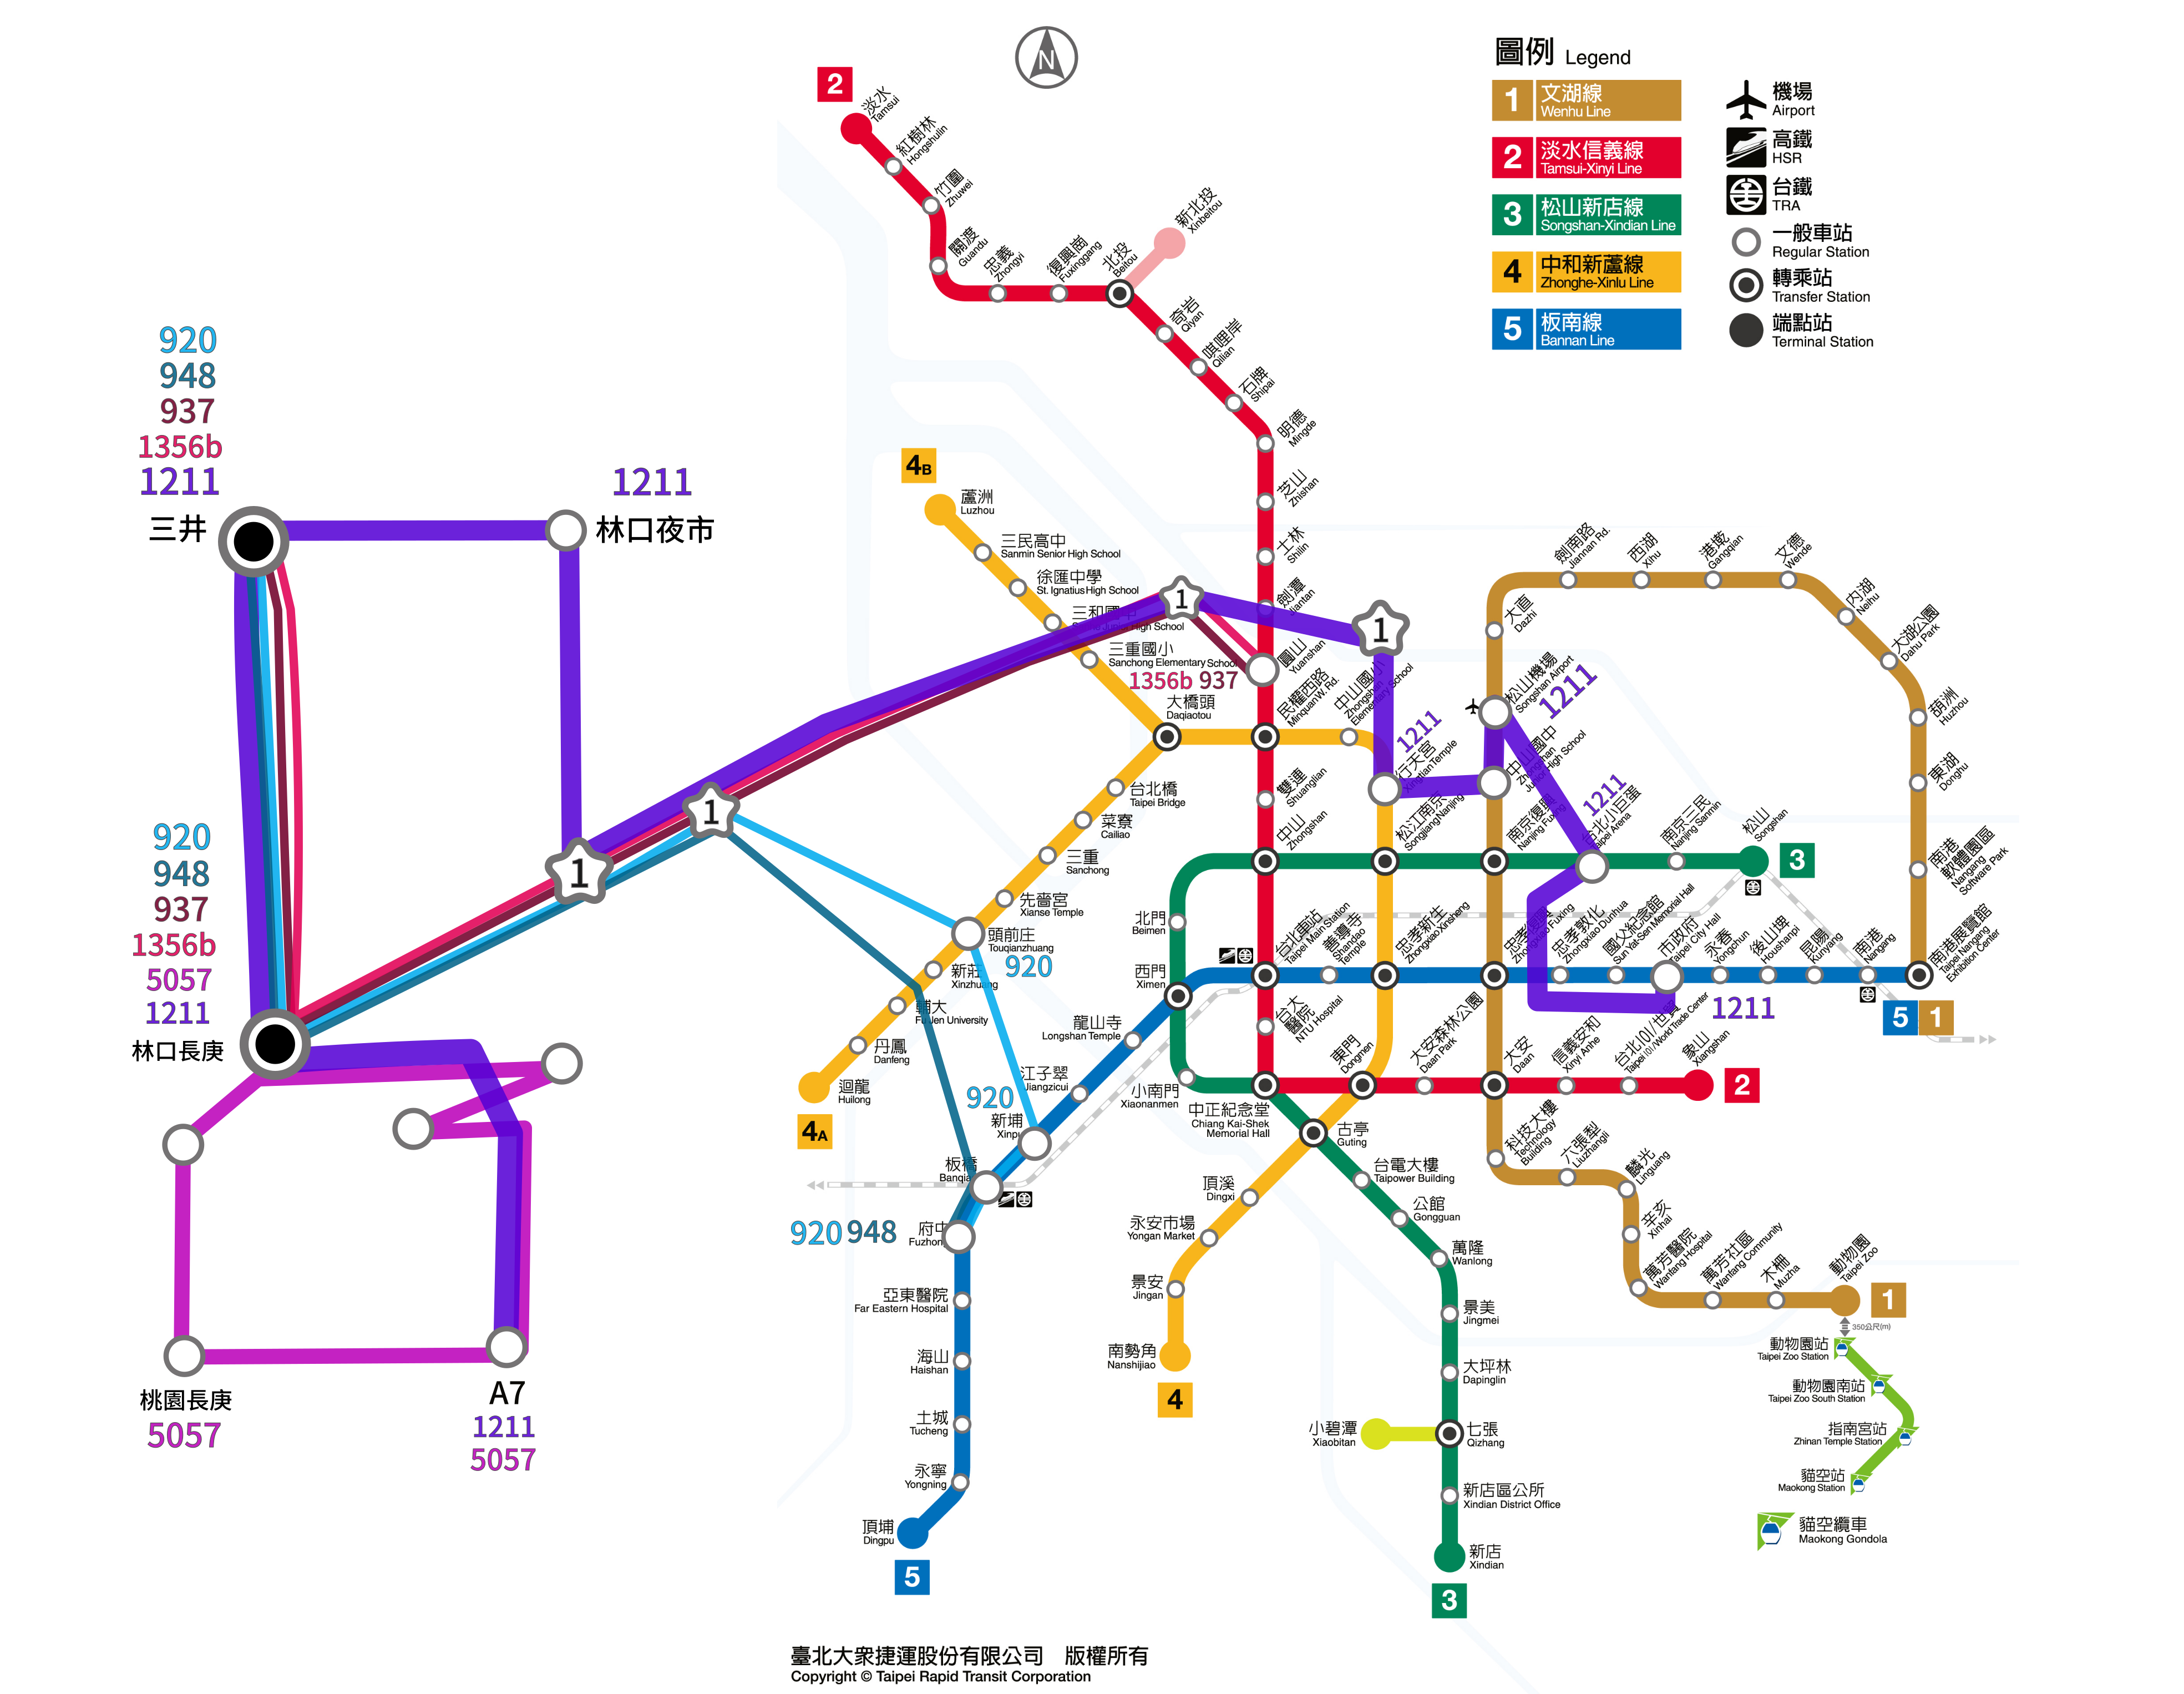 N
圖例 Legend
1 文湖線
Wenhu Line
2 淡水信義線
Tamsui-Xinyi Line
3 松山新店線
Songshan-Xindian Line
4 中和新蘆線
Zhonghe-Xinlu Line
5 板南線
Bannan Line
機場
Airport
高鐵
HSR
台鐵
TRA
一般車站
Regular Station
轉乘站
Transfer Station
端點站
Terminal Station
920
948
937
1356b
1211
三井
1211
林口夜市
920
948
937
1356b
5057
1211
林口長庚
桃園長庚
5057
A7
1211
5057
1
1
1
1
2
淡水
Tamsui
紅樹林
Hongshulin
竹圍
Zhuwei
關渡
Guandu
忠義
Zhongyi
復興崗
Fuxinggang
北投
Beitou
新北投
Xinbeitou
奇岩
Qiyan
唭哩岸
Qilian
石牌
Shipai
明德
Mingde
芝山
Zhishan
士林
Shilin
劍潭
Jiantan
圓山
Yuanshan
1356b 937
民權西路
Minquan W. Rd.
雙連
Shuanglian
中山
Zhongshan
台北車站
Taipei Main Station
台大
醫院
NTU Hospital
中正紀念堂
Chiang Kai-Shek
Memorial Hall
東門
Dongmen
大安森林公園
Daan Park
大安
Daan
信義安和
Xinyi Anhe
台北101/世貿
Taipei 101/World Trade Center
象山
Xiangshan
2
4B
蘆洲
Luzhou
三民高中
Sanmin Senior High School
徐匯中學
St. Ignatius High School
三和國中
High School
三重國小
Sanchong Elementary School
大橋頭
Daqiaotou
台北橋
Taipei Bridge
菜寮
Cailiao
三重
Sanchong
先嗇宮
Xianse Temple
頭前庄
Touqianzhuang
920
新莊
Xinzhuang
輔大
Fu Jen University
丹鳳
Danfeng
迴龍
Huilong
4A
中山國小
Zhongshan
Elementary School
1211
行天宮
Xingtian Temple
松江南京
Songjiang Nanjing
忠孝新生
Zhongxiao Xinsheng
古亭
Guting
頂溪
Dingxi
永安市場
Yongan Market
景安
Jingan
南勢角
Nanshijiao
4
劍南路
Jiannan Rd.
西湖
Xihu
港墘
Gangqian
文德
Wende
內湖
Neihu
大湖公園
Dahu Park
葫洲
Huzhou
東湖
Donghu
南港
軟體園區
Nangang
Software Park
南港展覽館
Taipei Nangang
Exhibition Center
5 1
大直
Dazhi
松山機場
Songshan Airport
1211
中山國中
Zhongshan
Junior High School
南京復興
Nanjing Fuxing
1211
台北小巨蛋
Taipei Arena
南京三民
Nanjing Sanmin
松山
Songshan
3
北門
Beimen
西門
Ximen
小南門
Xiaonanmen
善導寺
Shandao
Temple
忠孝復興
Zhongxiao Fuxing
忠孝敦化
Zhongxiao Dunhua
國父紀念館
Sun Yat-Sen Memorial Hall
市政府
Taipei City Hall
1211
永春
Yongchun
後山埤
Houshanpi
昆陽
Kunyang
南港
Nangang
龍山寺
Longshan Temple
江子翠
Jiangzicui
920
新埔
Xinpu
板橋
Banqiao
920 948
府中
Fuzhong
亞東醫院
Far Eastern Hospital
海山
Haishan
土城
Tucheng
永寧
Yongning
頂埔
Dingpu
5
台電大樓
Taipower Building
公館
Gongguan
萬隆
Wanlong
景美
Jingmei
大坪林
Dapinglin
小碧潭
Xiaobitan
七張
Qizhang
新店區公所
Xindian District Office
新店
Xindian
3
科技大樓
Technology
Building
六張犁
Liuzhangli
麟光
Linguang
辛亥
Xinhai
萬芳醫院
Wanfang Hospital
萬芳社區
Wanfang Community
木柵
Muzha
動物園
Taipei Zoo
1
350公尺(m)
動物園站
Taipei Zoo Station
動物園南站
Taipei Zoo South Station
指南宮站
Zhinan Temple Station
貓空站
Maokong Station
貓空纜車
Maokong Gondola
臺北大眾捷運股份有限公司 版權所有
Copyright © Taipei Rapid Transit Corporation